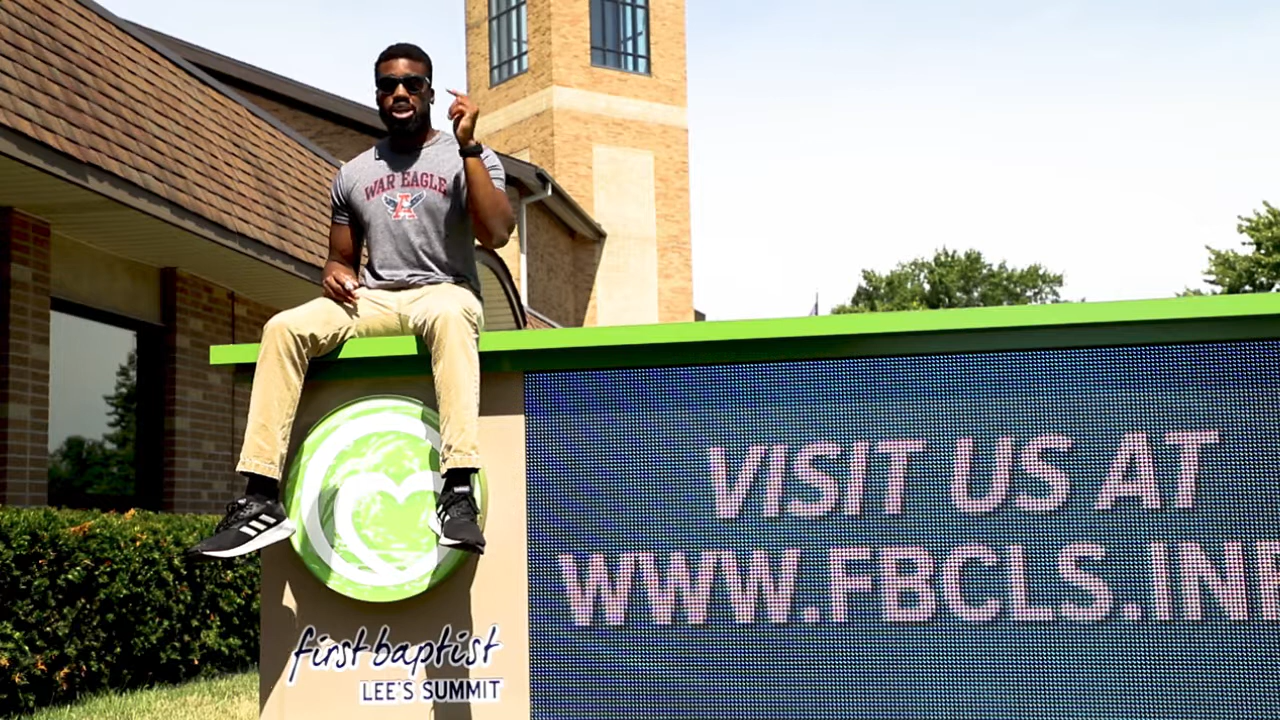 WAR EAGLE
A
VISIT US AT
WWW.FBCLS.IN
first baptist
LEE'S SUMMIT